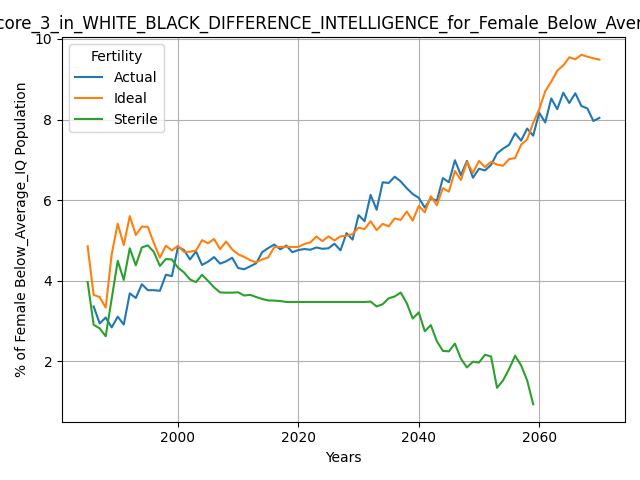 core_3_in_WHITE_BLACK_DIFFERENCE_INTELLIGENCE_for_Female_Below_Aver
Fertility
Actual
Ideal
Sterile
% of Female Below_Average_IQ Population
10
8
6
4
2
2000
2020
2040
2060
Years